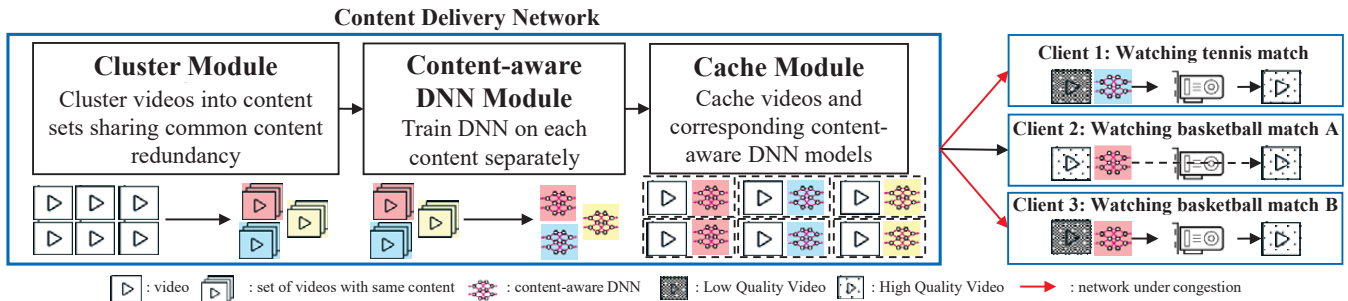 Content Delivery Network
Cluster Module
Cluster videos into content
sets sharing common content
redundancy
Content-aware
DNN Module
Train DNN on each
content separately
Cache Module
Cache videos and
corresponding content-
aware DNN models
Client 1: Watching tennis match
Client 2: Watching basketball match A
Client 3: Watching basketball match B
: video
: set of videos with same content
: content-aware DNN
: Low Quality Video
: High Quality Video
: network under congestion